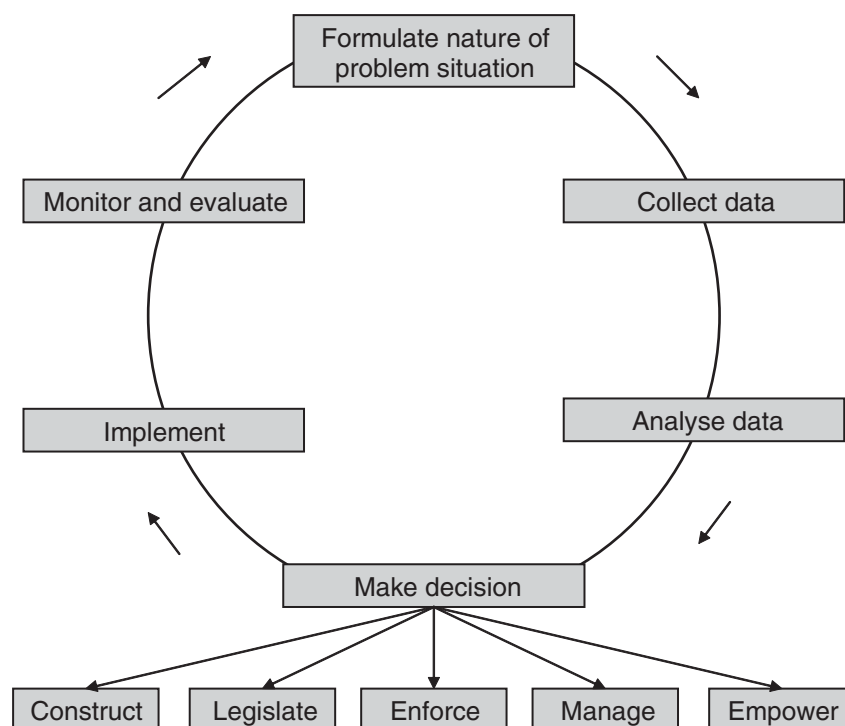 Formulate nature of
problem situation
Monitor and evaluate
Collect data
Implement
Analyse data
Make decision
Construct
Legislate
Enforce
Manage
Empower